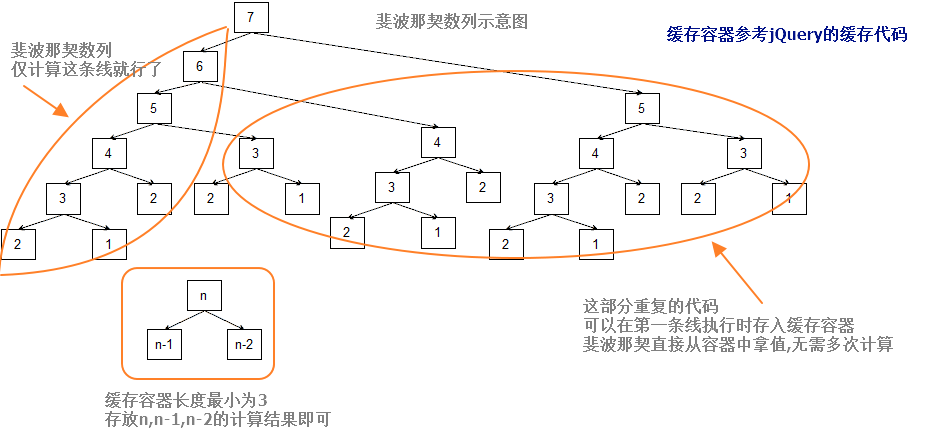 7
斐波那契数列示意图
缓存容器参考jQuery的缓存代码
斐波那契数列
仅计算这条线就行了
6
5
5
4
3
4
4
3
3
2
2
1
3
2
3
2
2
1
2
1
2
1
2
1
n
n-1
n-2
这部分重复的代码
可以在第一条线执行时存入缓存容器
斐波那契直接从容器中拿值,无需多次计算
缓存容器长度最小为3
存放n,n-1,n-2的计算结果即可